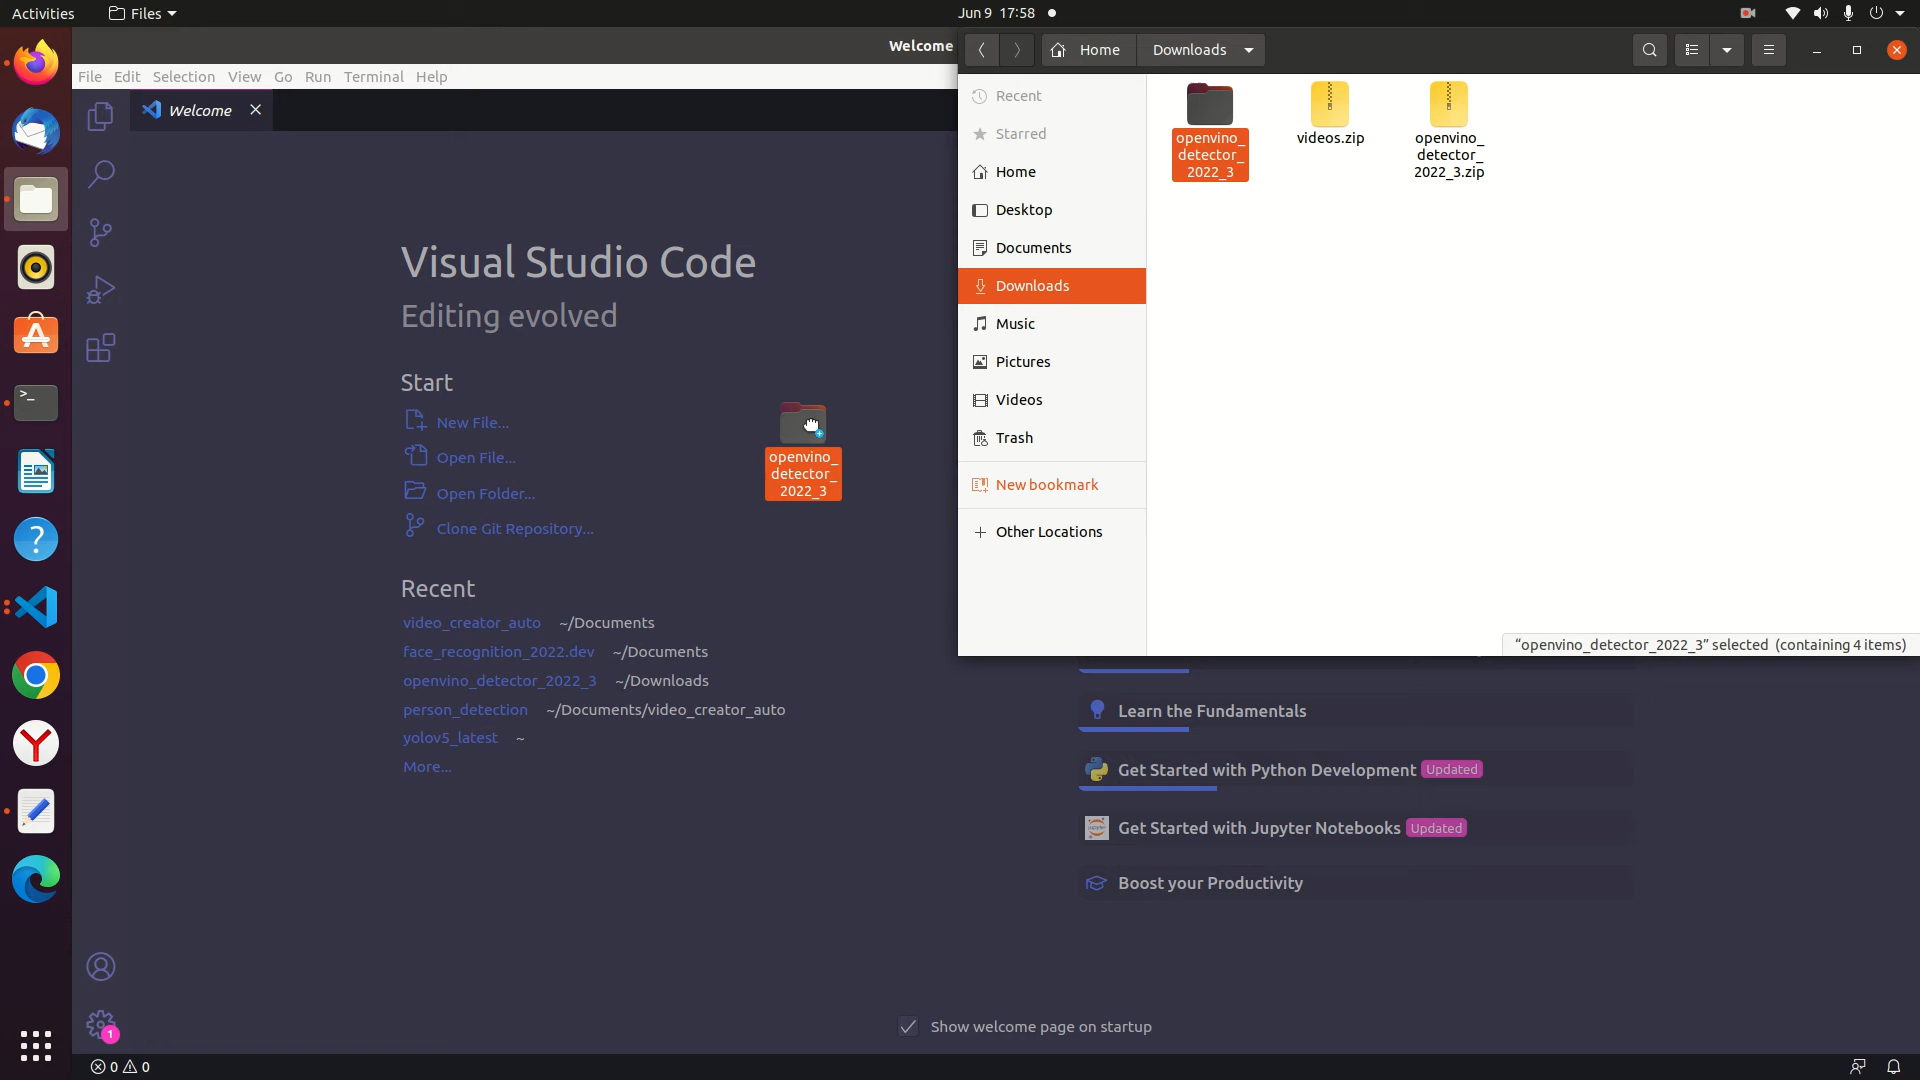 Activities
Files
Jun 9 17:58
Welcome
File Edit Selection View Go Run Terminal Help
Welcome
Visual Studio Code
Editing evolved
Start
New File...
Open File...
Open Folder...
Clone Git Repository...
openvino_
detector_
2022_3
Recent
video_creator_auto ~/Documents
face_recognition_2022.dev ~/Documents
openvino_detector_2022_3 ~/Downloads
person_detection ~/Documents/video_creator_auto
yolov5_latest ~
More...
Home
Downloads
Recent
Starred
Home
Desktop
Documents
Downloads
Music
Pictures
Videos
Trash
New bookmark
Other Locations
openvino_
detector_
2022_3
videos.zip
openvino_
detector_
2022_3.zip
“openvino_detector_2022_3” selected (containing 4 items)
Learn the Fundamentals
Get Started with Python Development Updated
Get Started with Jupyter Notebooks Updated
Boost your Productivity
Show welcome page on startup
1
0 0